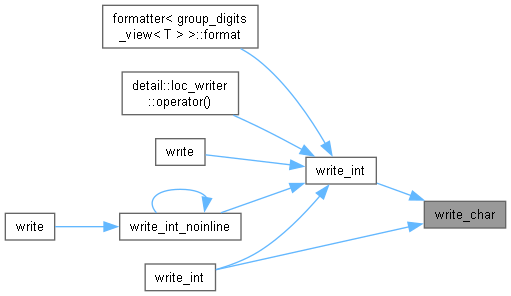 formatter< group_digits
_view< T > >::format
detail::loc_writer
::operator()
write
write_int
write_char
write
write_int_noinline
write_int